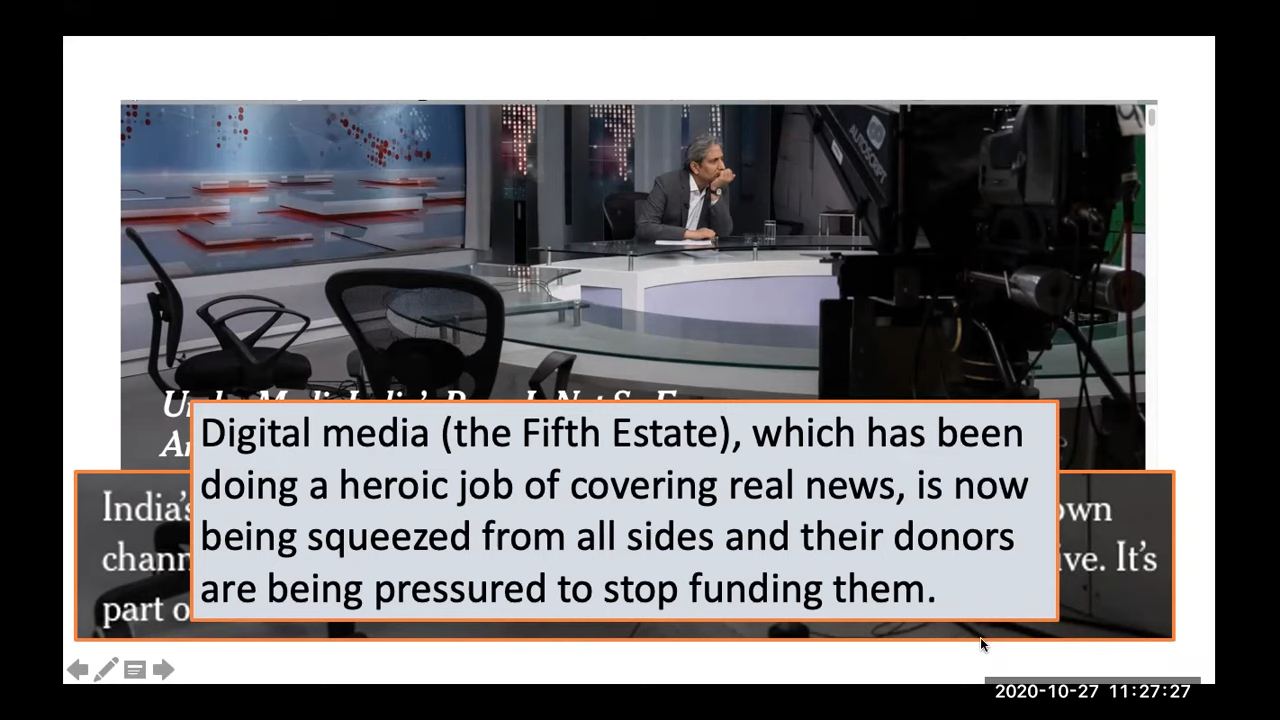 AUTOSOFT
Digital media (the Fifth Estate), which has been
doing a heroic job of covering real news, is now
being squeezed from all sides and their donors
are being pressured to stop funding them.
India's
own
chann
ive. It's
part o
2020-10-27 11:27:27